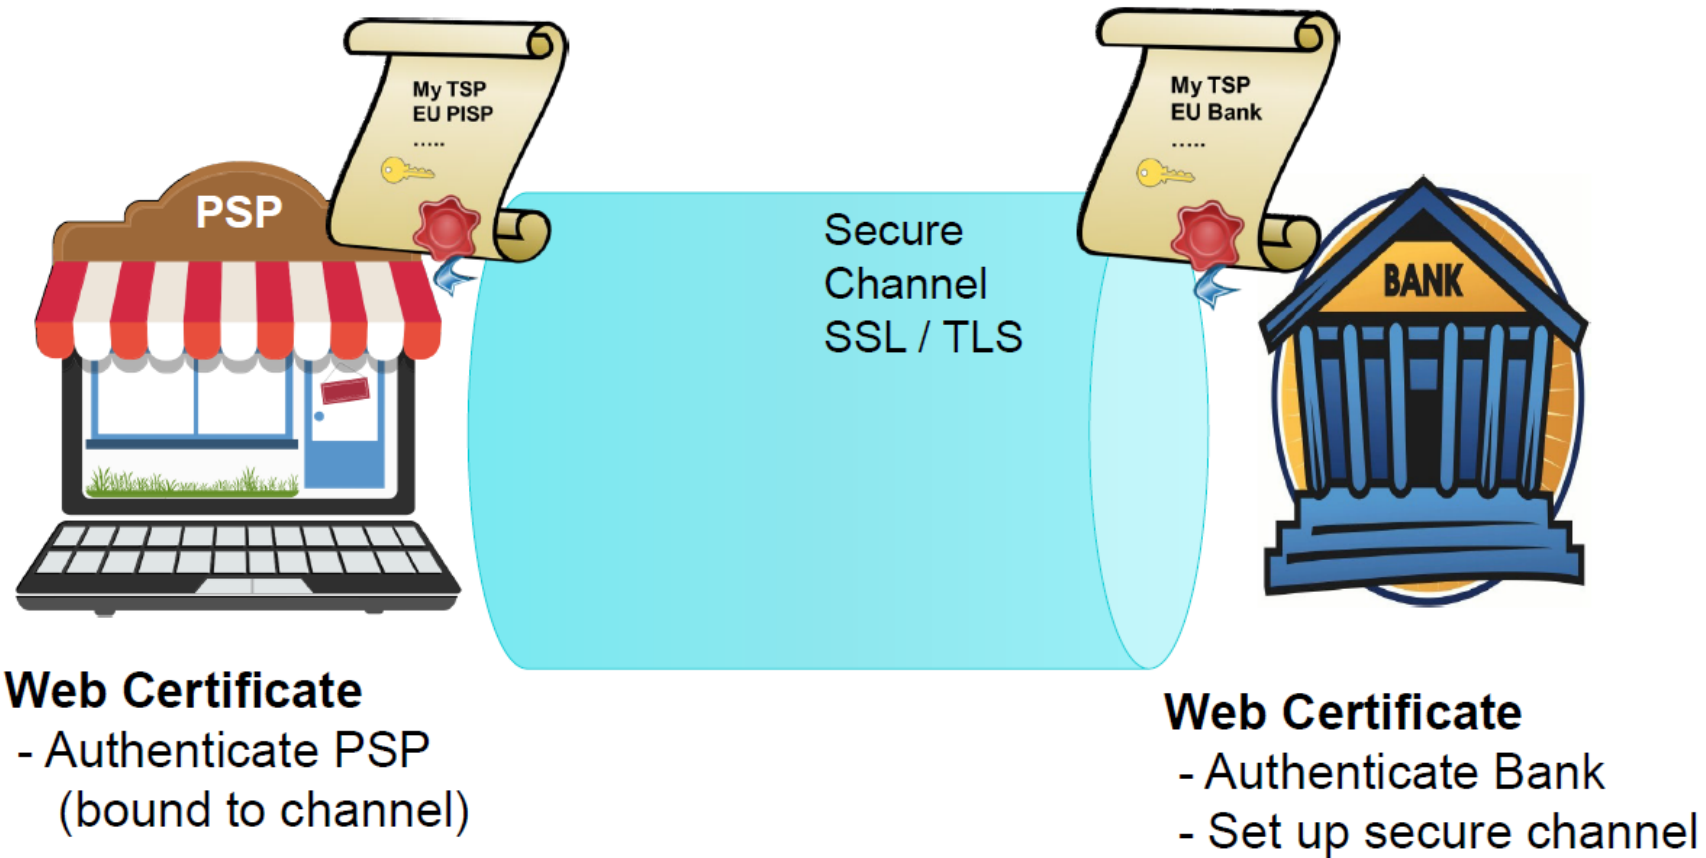 My TSP
EU PISP
.....
My TSP
EU Bank
.....
PSP
Secure
Channel
SSL / TLS
BANK
Web Certificate
- Authenticate PSP
(bound to channel)
Web Certificate
- Authenticate Bank
- Set up secure channel